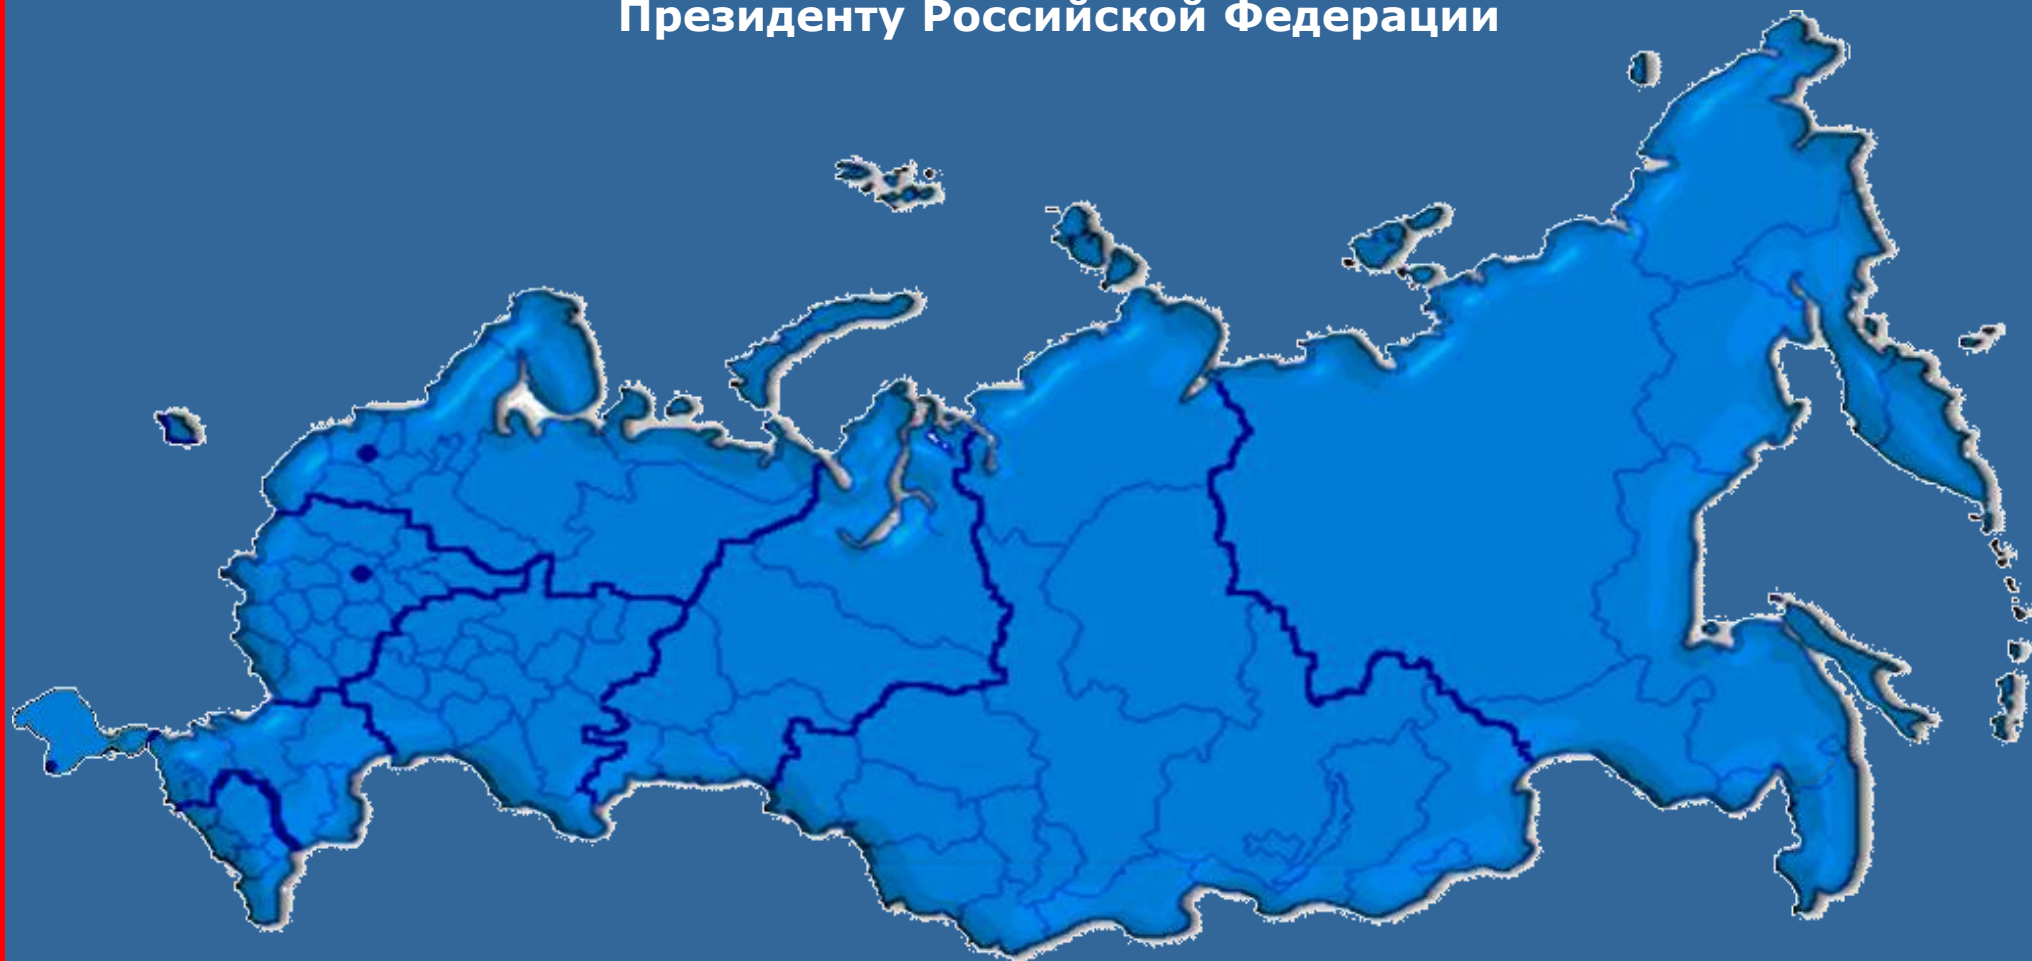 Президенту Российской Федерации